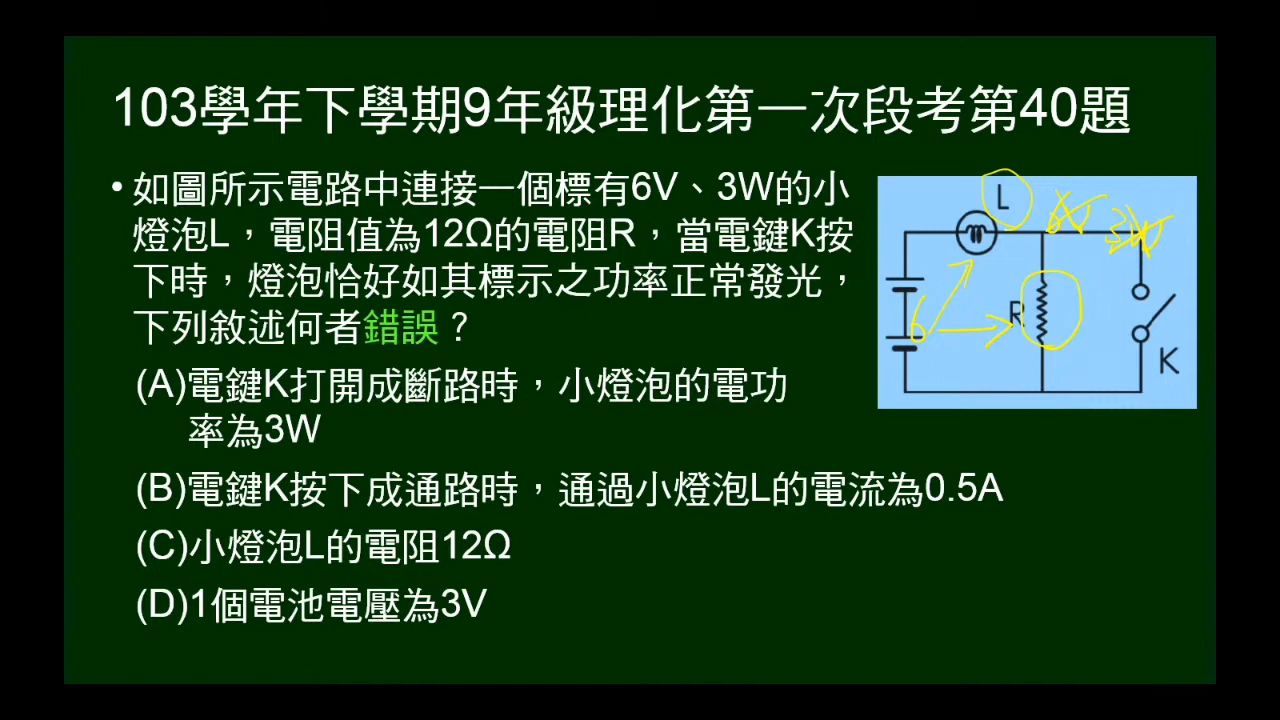 103學年下學期9年級理化第一次段考第40題
• 如圖所示電路中連接一個標有6V、3W的小
燈泡L，電阻值為12Ω的電阻R，當電鍵K按
下時，燈泡恰好如其標示之功率正常發光，
下列敘述何者錯誤？
(A)電鍵K打開成斷路時，小燈泡的電功
率為3W
(B)電鍵K按下成通路時，通過小燈泡L的電流為0.5A
(C)小燈泡L的電阻12Ω
(D)1個電池電壓為3V
L
6V 3W
R
6
K